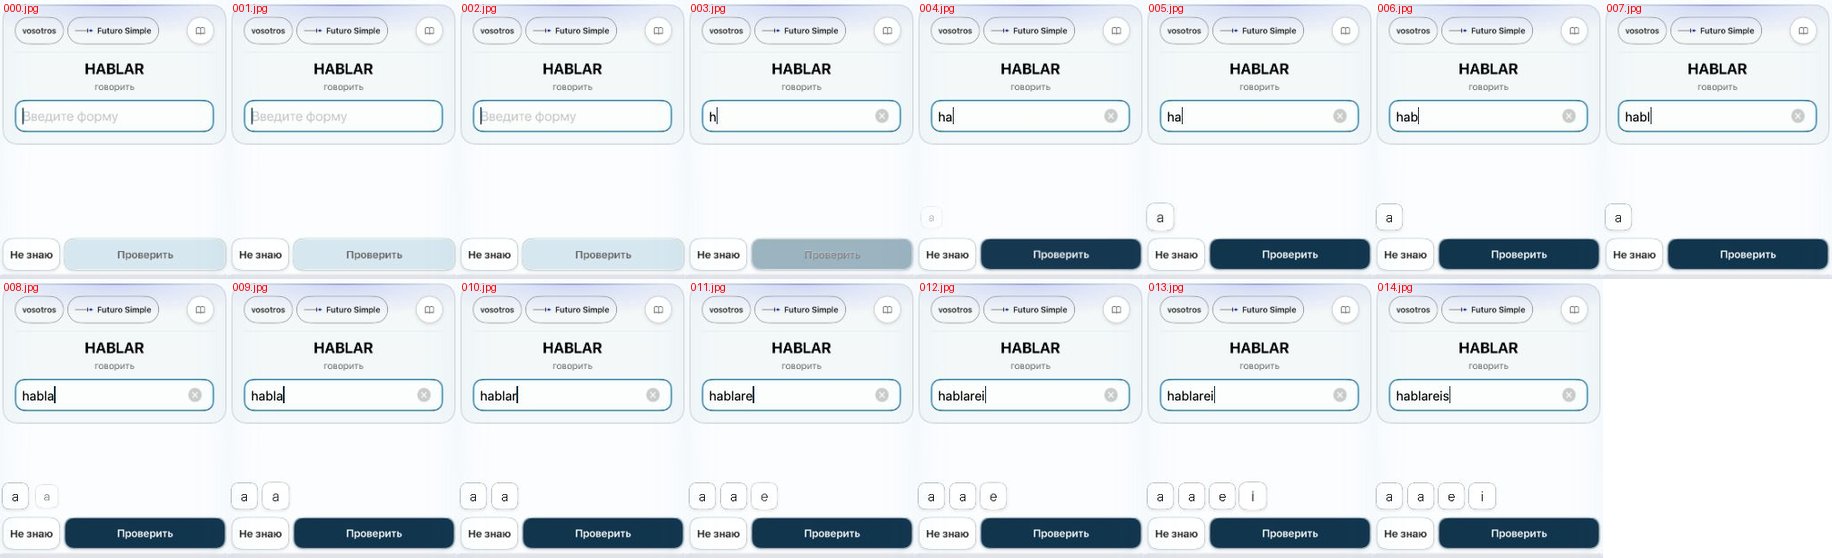 000.jpg 001.jpg 002.jpg 003.jpg 004.jpg 005.jpg 006.jpg 007.jpg
vosotros Futuro Simple vosotros Futuro Simple vosotros Futuro Simple vosotros Futuro Simple vosotros Futuro Simple vosotros Futuro Simple vosotros Futuro Simple vosotros Futuro Simple
HABLAR HABLAR HABLAR HABLAR HABLAR HABLAR HABLAR HABLAR
говорить говорить говорить говорить говорить говорить говорить говорить
Введите форму Введите форму Введите форму h ha ha hab habl
a a a a
Не знаю Проверить Не знаю Проверить Не знаю Проверить Не знаю Проверить Не знаю Проверить Не знаю Проверить Не знаю Проверить Не знаю Проверить
008.jpg 009.jpg 010.jpg 011.jpg 012.jpg 013.jpg 014.jpg
vosotros Futuro Simple vosotros Futuro Simple vosotros Futuro Simple vosotros Futuro Simple vosotros Futuro Simple vosotros Futuro Simple vosotros Futuro Simple
HABLAR HABLAR HABLAR HABLAR HABLAR HABLAR HABLAR
говорить говорить говорить говорить говорить говорить говорить
habla habla hablar hablare hablarei hablarei hablareis
a a a a a a a a e a a e a a e i a a e i
Не знаю Проверить Не знаю Проверить Не знаю Проверить Не знаю Проверить Не знаю Проверить Не знаю Проверить Не знаю Проверить